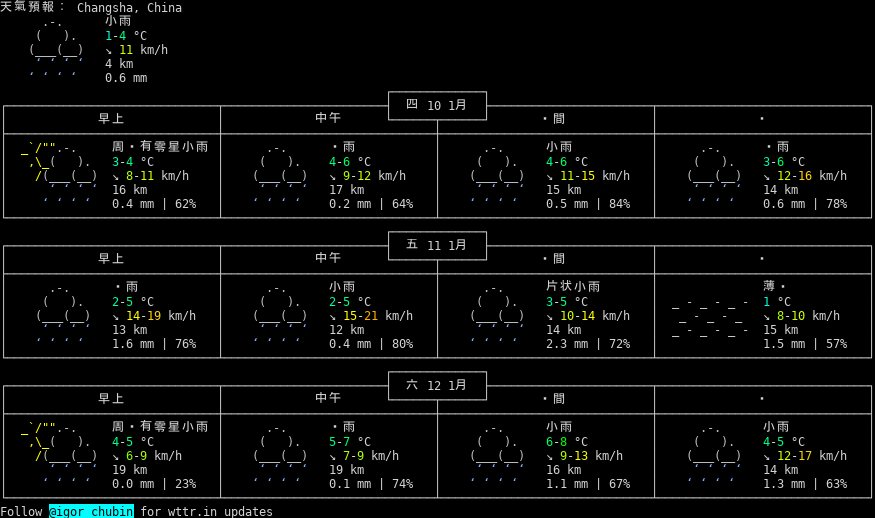 天氣預報： Changsha, China
小雨
1-4 °C
↘ 11 km/h
4 km
0.6 mm
四 10 1月
早上 中午 ・間 ・
周・有零星小雨 ・雨 小雨 ・雨
3-4 °C 4-6 °C 4-6 °C 3-6 °C
↘ 8-11 km/h ↘ 9-12 km/h ↘ 11-15 km/h ↘ 12-16 km/h
16 km 17 km 15 km 14 km
0.4 mm | 62% 0.2 mm | 64% 0.5 mm | 84% 0.6 mm | 78%
五 11 1月
早上 中午 ・間 ・
・雨 小雨 片状小雨 薄・
2-5 °C 2-5 °C 3-5 °C 1 °C
↘ 14-19 km/h ↘ 15-21 km/h ↘ 10-14 km/h ↘ 8-10 km/h
13 km 12 km 14 km 15 km
1.6 mm | 76% 0.4 mm | 80% 2.3 mm | 72% 1.5 mm | 57%
六 12 1月
早上 中午 ・間 ・
周・有零星小雨 ・雨 小雨 小雨
4-5 °C 5-7 °C 6-8 °C 4-5 °C
↘ 6-9 km/h ↘ 7-9 km/h ↘ 9-13 km/h ↘ 12-17 km/h
19 km 19 km 16 km 14 km
0.0 mm | 23% 0.1 mm | 74% 1.1 mm | 67% 1.3 mm | 63%
Follow @igor_chubin for wttr.in updates